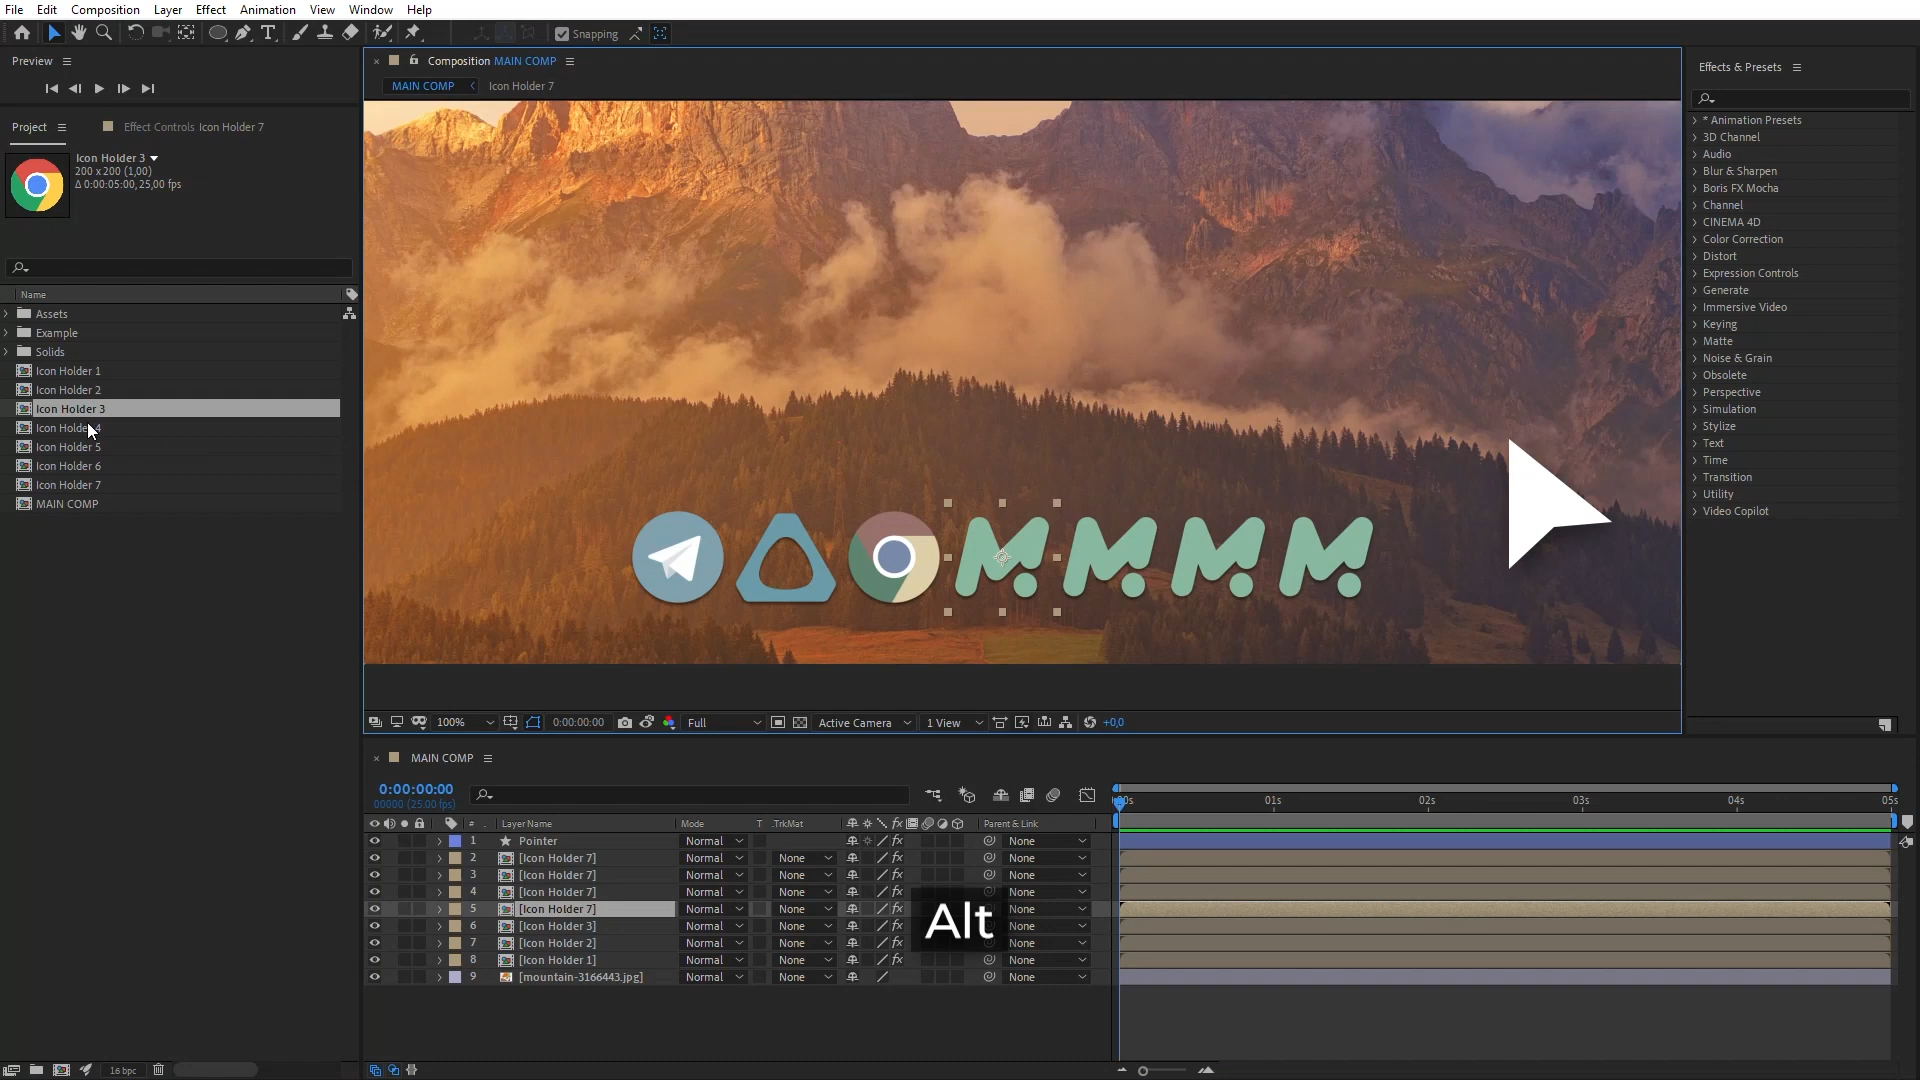 File Edit Composition Layer Effect Animation View Window Help
Snapping
Preview
Project Effect Controls Icon Holder 7
Icon Holder 3
200 x 200 (1,00)
Δ 0:00:05:00, 25,00 fps
Name
Assets
Example
Solids
Icon Holder 1
Icon Holder 2
Icon Holder 3
Icon Holder 4
Icon Holder 5
Icon Holder 6
Icon Holder 7
MAIN COMP
16 bpc
Composition MAIN COMP
MAIN COMP Icon Holder 7
100% 0:00:00:00 Full Active Camera 1 View +0,0
Effects & Presets
* Animation Presets
3D Channel
Audio
Blur & Sharpen
Boris FX Mocha
Channel
CINEMA 4D
Color Correction
Distort
Expression Controls
Generate
Immersive Video
Keying
Matte
Noise & Grain
Obsolete
Perspective
Simulation
Stylize
Text
Time
Transition
Utility
Video Copilot
MAIN COMP
0:00:00:00
00000 (25.00 fps)
00s 01s 02s 03s 04s 05s
# Layer Name Mode T .TrkMat Parent & Link
1 Pointer Normal None
2 [Icon Holder 7] Normal None None
3 [Icon Holder 7] Normal None None
4 [Icon Holder 7] Normal None None
5 [Icon Holder 7] Normal None None
6 [Icon Holder 3] Normal None None
7 [Icon Holder 2] Normal None None
8 [Icon Holder 1] Normal None None
9 [mountain-3166443.jpg] Normal None None
Alt